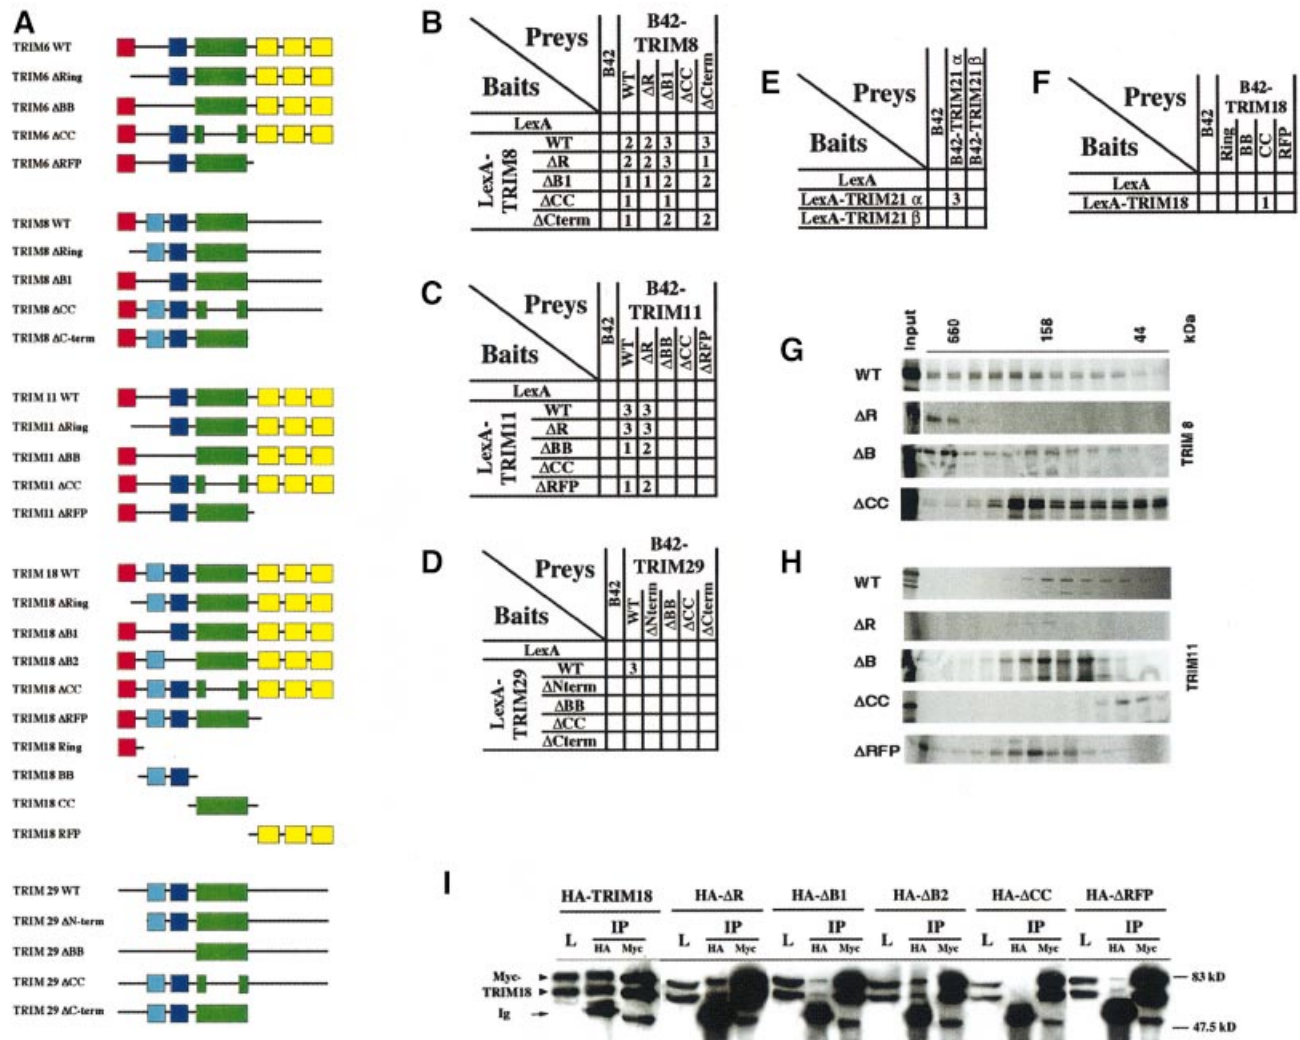 A
TRIM6 WT
TRIM6 ΔRing
TRIM6 ΔBB
TRIM6 ΔCC
TRIM6 ΔRFP
TRIM8 WT
TRIM8 ΔRing
TRIM8 ΔB1
TRIM8 ΔCC
TRIM8 ΔC-term
TRIM 11 WT
TRIM11 ΔRing
TRIM11 ΔBB
TRIM11 ΔCC
TRIM11 ΔRFP
TRIM 18 WT
TRIM18 ΔRing
TRIM18 ΔB1
TRIM18 ΔB2
TRIM18 ΔCC
TRIM18 ΔRFP
TRIM18 Ring
TRIM18 BB
TRIM18 CC
TRIM18 RFP
TRIM 29 WT
TRIM 29 ΔN-term
TRIM 29 ΔBB
TRIM 29 ΔCC
TRIM 29 ΔC-term
B
Preys
Baits
B42
B42-
TRIM8
WT ΔR ΔB1 ΔCC ΔCterm
LexA
LexA-
TRIM8
WT 2 2 3 3
ΔR 2 2 3 1
ΔB1 1 1 2 2
ΔCC 1 1
ΔCterm 1 2 2
C
Preys
Baits
B42
B42-
TRIM11
WT ΔR ΔBB ΔCC ΔRFP
LexA
LexA-
TRIM11
WT 3 3
ΔR 3 3
ΔBB 1 2
ΔCC
ΔRFP 1 2
D
Preys
Baits
B42
B42-
TRIM29
WT ΔNterm ΔBB ΔCC ΔCterm
LexA
LexA-
TRIM29
WT 3
ΔNterm
ΔBB
ΔCC
ΔCterm
E
Preys
Baits
B42
B42-TRIM21 α
B42-TRIM21 β
LexA
LexA-TRIM21 α 3
LexA-TRIM21 β
F
Preys
Baits
B42
B42-
TRIM18
Ring BB CC RFP
LexA
LexA-TRIM18 1
G
Input 660 158 44 kDa
WT
ΔR
ΔB
ΔCC
TRIM 8
H
WT
ΔR
ΔB
ΔCC
ΔRFP
TRIM11
I
HA-TRIM18 HA-ΔR HA-ΔB1 HA-ΔB2 HA-ΔCC HA-ΔRFP
IP IP IP IP IP IP
L HA Myc L HA Myc L HA Myc L HA Myc L HA Myc L HA Myc
Myc-
TRIM18
Ig
83 kD
47.5 kD